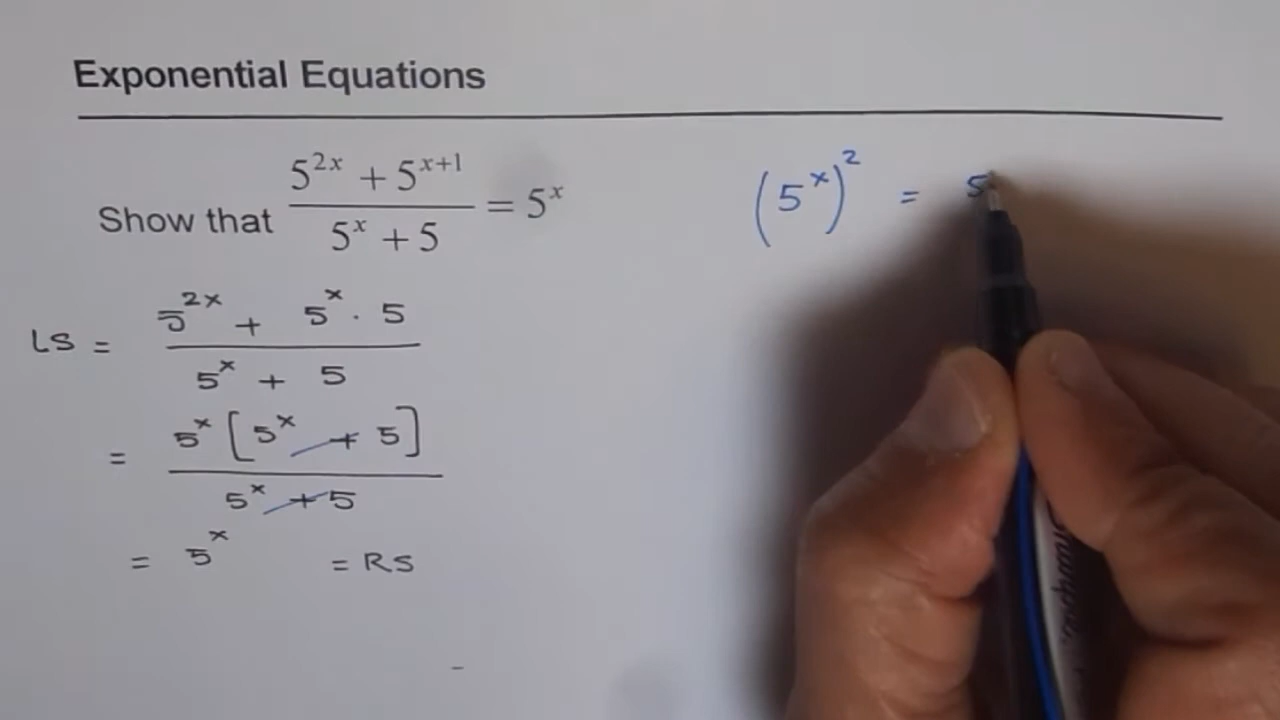 Exponential Equations
Show that (5^{2x} + 5^{x+1}) / (5^x + 5) = 5^x
(5^x)^2 = 5
LS = (5^{2x} + 5^x · 5) / (5^x + 5)
= 5^x [5^x + 5] / (5^x + 5)
= 5^x = RS